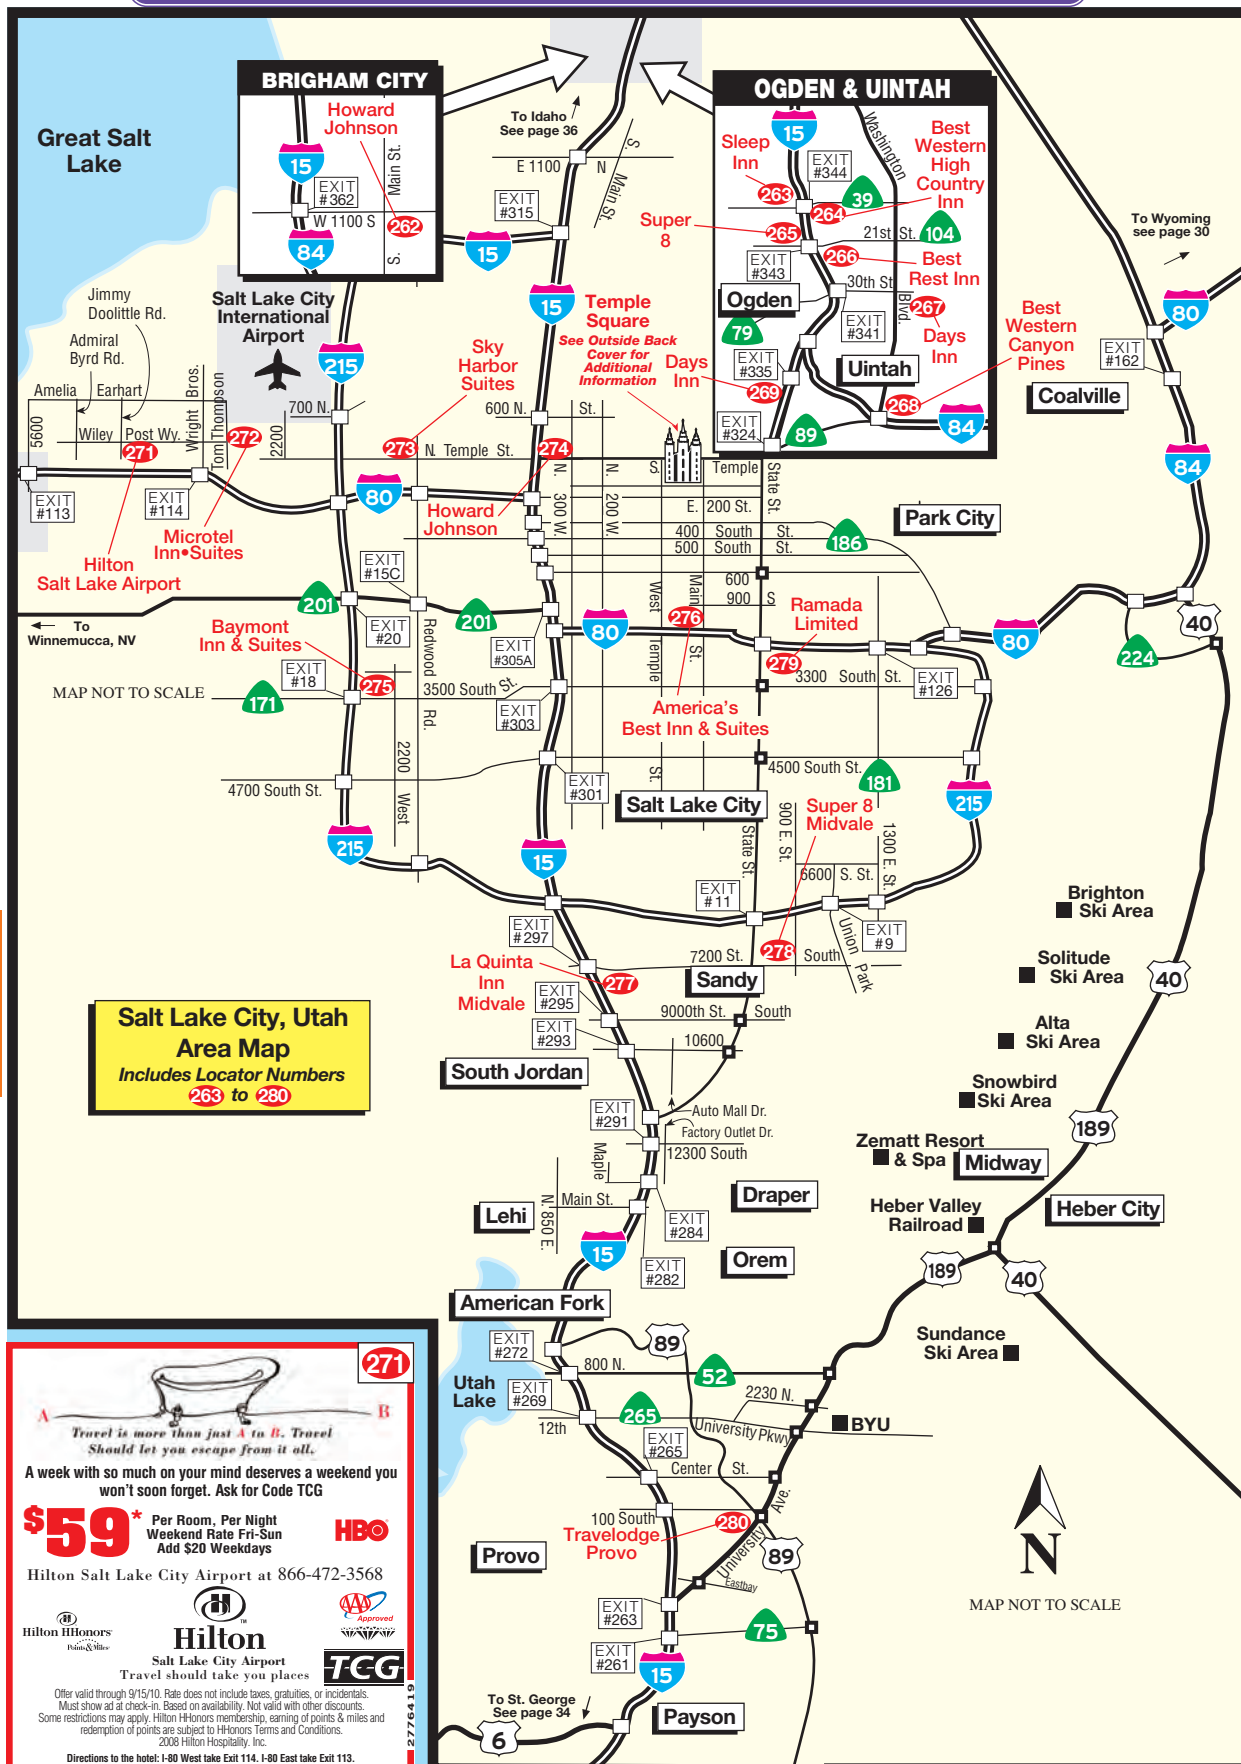 BRIGHAM CITY
Howard
Johnson
15
EXIT
#362
W 1100 S
Main St.
S.
262
84
Great Salt
Lake
To Idaho
See page 36
E 1100
N
S.
Main St.
EXIT
#315
15
15
OGDEN & UINTAH
15
Washington
Blvd.
Sleep
Inn
263
EXIT
#344
39
Best
Western
High
Country
Inn
264
Super
8
265
21st St.
104
EXIT
#343
266
Best
Rest Inn
30th St
Ogden
79
EXIT
#341
267
Days
Inn
Best
Western
Canyon
Pines
EXIT
#335
Uintah
Days
Inn
269
268
84
EXIT
#324
89
To Wyoming
see page 30
80
EXIT
#162
Coalville
84
Salt Lake City
International
Airport
Jimmy
Doolittle Rd.
Admiral
Byrd Rd.
Amelia
Earhart
5600
Wiley
Post Wy.
Wright
Bros.
Tom Thompson
2200
700 N.
215
271
272
273
N. Temple St.
274
Sky
Harbor
Suites
600 N.
St.
Temple
Square
See Outside Back
Cover for
Additional
Information
S.
Temple
State St.
E. 200 St.
400 South St.
500 South St.
N.
300 W.
N.
200 W.
EXIT
#113
EXIT
#114
80
Howard
Johnson
Microtel
Inn•Suites
Hilton
Salt Lake Airport
Park City
186
EXIT
#15C
201
201
To
Winnemucca, NV
EXIT
#20
Redwood
Rd.
EXIT
#305A
80
West
Temple
St.
Main
St.
600
900 S
276
Ramada
Limited
279
80
40
224
Baymont
Inn & Suites
EXIT
#18
275
MAP NOT TO SCALE
171
3500 South St.
EXIT
#303
3300 South St.
EXIT
#126
America's
Best Inn & Suites
2200
West
4700 South St.
EXIT
#301
4500 South St.
181
215
215
15
Salt Lake City
State St.
900 E. St.
Super 8
Midvale
1300 E. St.
6600 S. St.
EXIT
#11
EXIT
#9
Union Park
EXIT
#297
7200 St.
278
South
Sandy
La Quinta
Inn
Midvale
277
EXIT
#295
9000th St.
South
EXIT
#293
10600
Brighton
Ski Area
Solitude
Ski Area
40
Alta
Ski Area
Snowbird
Ski Area
189
Zematt Resort
& Spa
Midway
Heber Valley
Railroad
Heber City
189
40
Sundance
Ski Area
Salt Lake City, Utah
Area Map
Includes Locator Numbers
263 to 280
South Jordan
EXIT
#291
Auto Mall Dr.
Factory Outlet Dr.
12300 South
Maple
Draper
Lehi
N. 850 E.
Main St.
EXIT
#284
15
EXIT
#282
Orem
American Fork
EXIT
#272
89
800 N.
52
Utah
Lake
EXIT
#269
265
2230 N.
12th
University Pkwy
BYU
EXIT
#265
Center St.
100 South
Travelodge
Provo
280
University
Ave.
89
Provo
Eastbay
EXIT
#263
75
EXIT
#261
15
To St. George
See page 34
6
Payson
N
MAP NOT TO SCALE
271
A
B
Travel is more than just A to B. Travel
Should let you escape from it all.
A week with so much on your mind deserves a weekend you
won't soon forget. Ask for Code TCG
$59*
Per Room, Per Night
Weekend Rate Fri-Sun
Add $20 Weekdays
HBO
Hilton Salt Lake City Airport at 866-472-3568
Hilton HHonors
Points&Miles
H
Hilton
TM
Salt Lake City Airport
Travel should take you places
AAA
Approved
TCG
Offer valid through 9/15/10. Rate does not include taxes, gratuities, or incidentals.
Must show ad at check-in. Based on availability. Not valid with other discounts.
Some restrictions may apply. Hilton HHonors membership, earning of points & miles and
redemption of points are subject to HHonors Terms and Conditions.
2008 Hilton Hospitality. Inc.
2776419
Directions to the hotel: I-80 West take Exit 114, I-80 East take Exit 113.